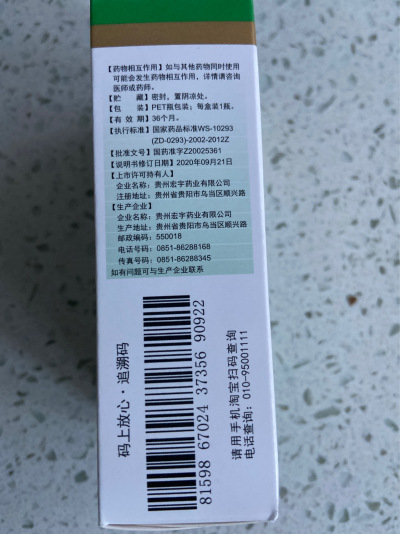 【药物相互作用】如与其他药物同时使用
可能会发生药物相互作用，详情请咨询
医师或药师。
【贮　　藏】密封，置阴凉处。
【包　　装】PET瓶包装；每盒装1瓶。
【有 效 期】36个月。
【执行标准】国家药品标准WS-10293
(ZD-0293)-2002-2012Z
【批准文号】国药准字Z20025361
【说明书修订日期】2020年09月21日
【上市许可持有人】
企业名称：贵州宏宇药业有限公司
注册地址：贵州省贵阳市乌当区顺兴路
【生产企业】
企业名称：贵州宏宇药业有限公司
生产地址：贵州省贵阳市乌当区顺兴路
邮政编码：550018
电话号码：0851-86288168
传真号码：0851-86288345
如有问题可与生产企业联系
码上放心·追溯码
81598 67024 37356 90922
请用手机淘宝扫码查询
电话查询：010-95001111